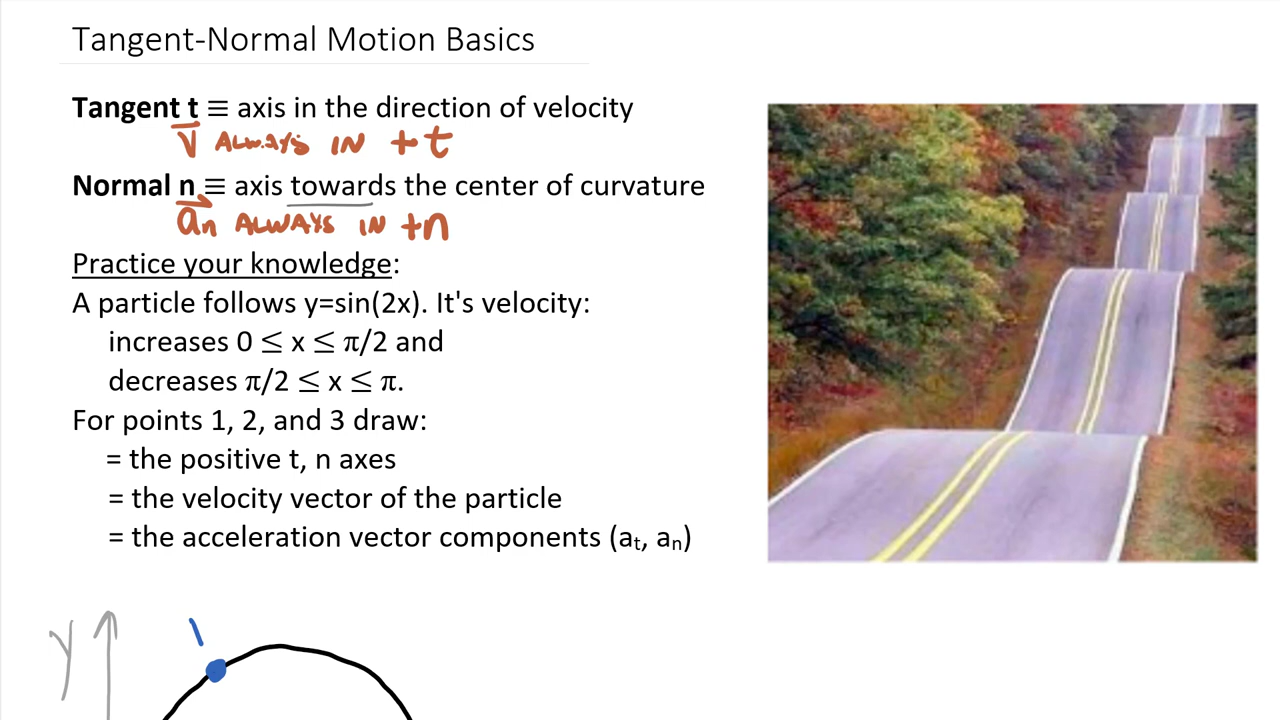 Tangent-Normal Motion Basics
Tangent t ≡ axis in the direction of velocity
V ALWAYS IN +t
Normal n ≡ axis towards the center of curvature
an ALWAYS IN +n
Practice your knowledge:
A particle follows y=sin(2x). It's velocity:
increases 0 ≤ x ≤ π/2 and
decreases π/2 ≤ x ≤ π.
For points 1, 2, and 3 draw:
= the positive t, n axes
= the velocity vector of the particle
= the acceleration vector components (at, an)
y
1